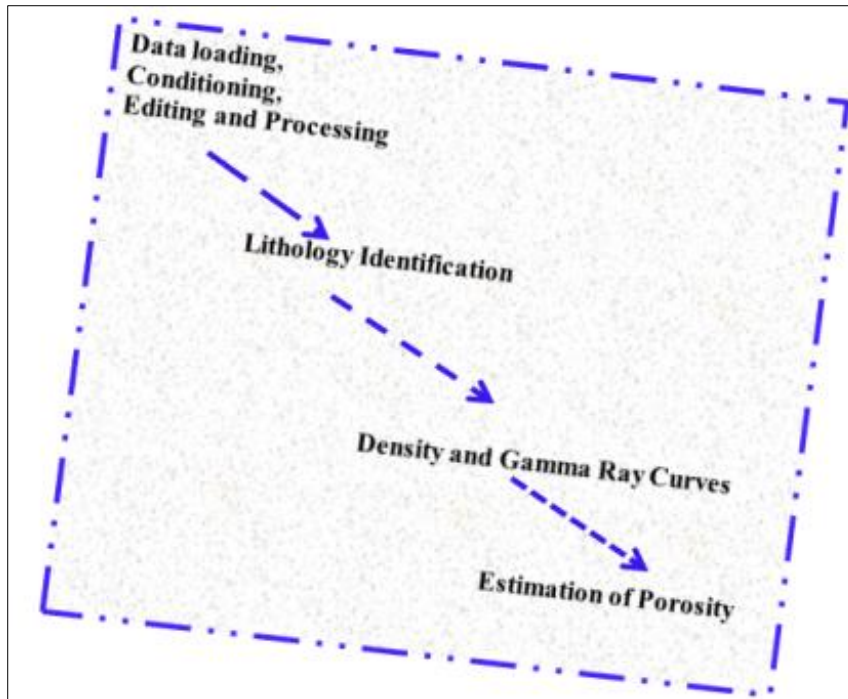 Data loading,
Conditioning,
Editing and Processing
Lithology Identification
Density and Gamma Ray Curves
Estimation of Porosity